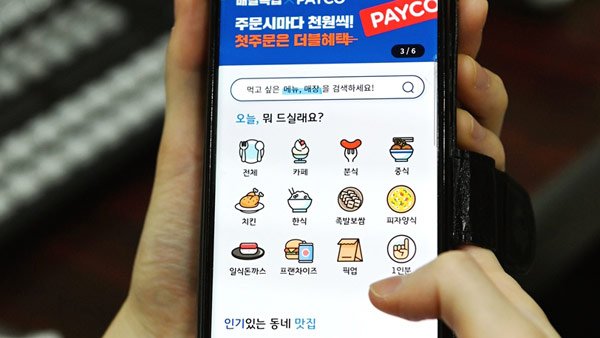 배달특급×PAYCO
주문시마다 천원씩!
첫주문은 더블혜택
PAYCO
3 / 6
먹고 싶은 메뉴, 매장 을 검색하세요!
오늘, 뭐 드실래요?
전체 카페 분식 중식
치킨 한식 족발보쌈 피자양식
일식돈까스 프랜차이즈 픽업 1인분
인기있는 동네 맛집